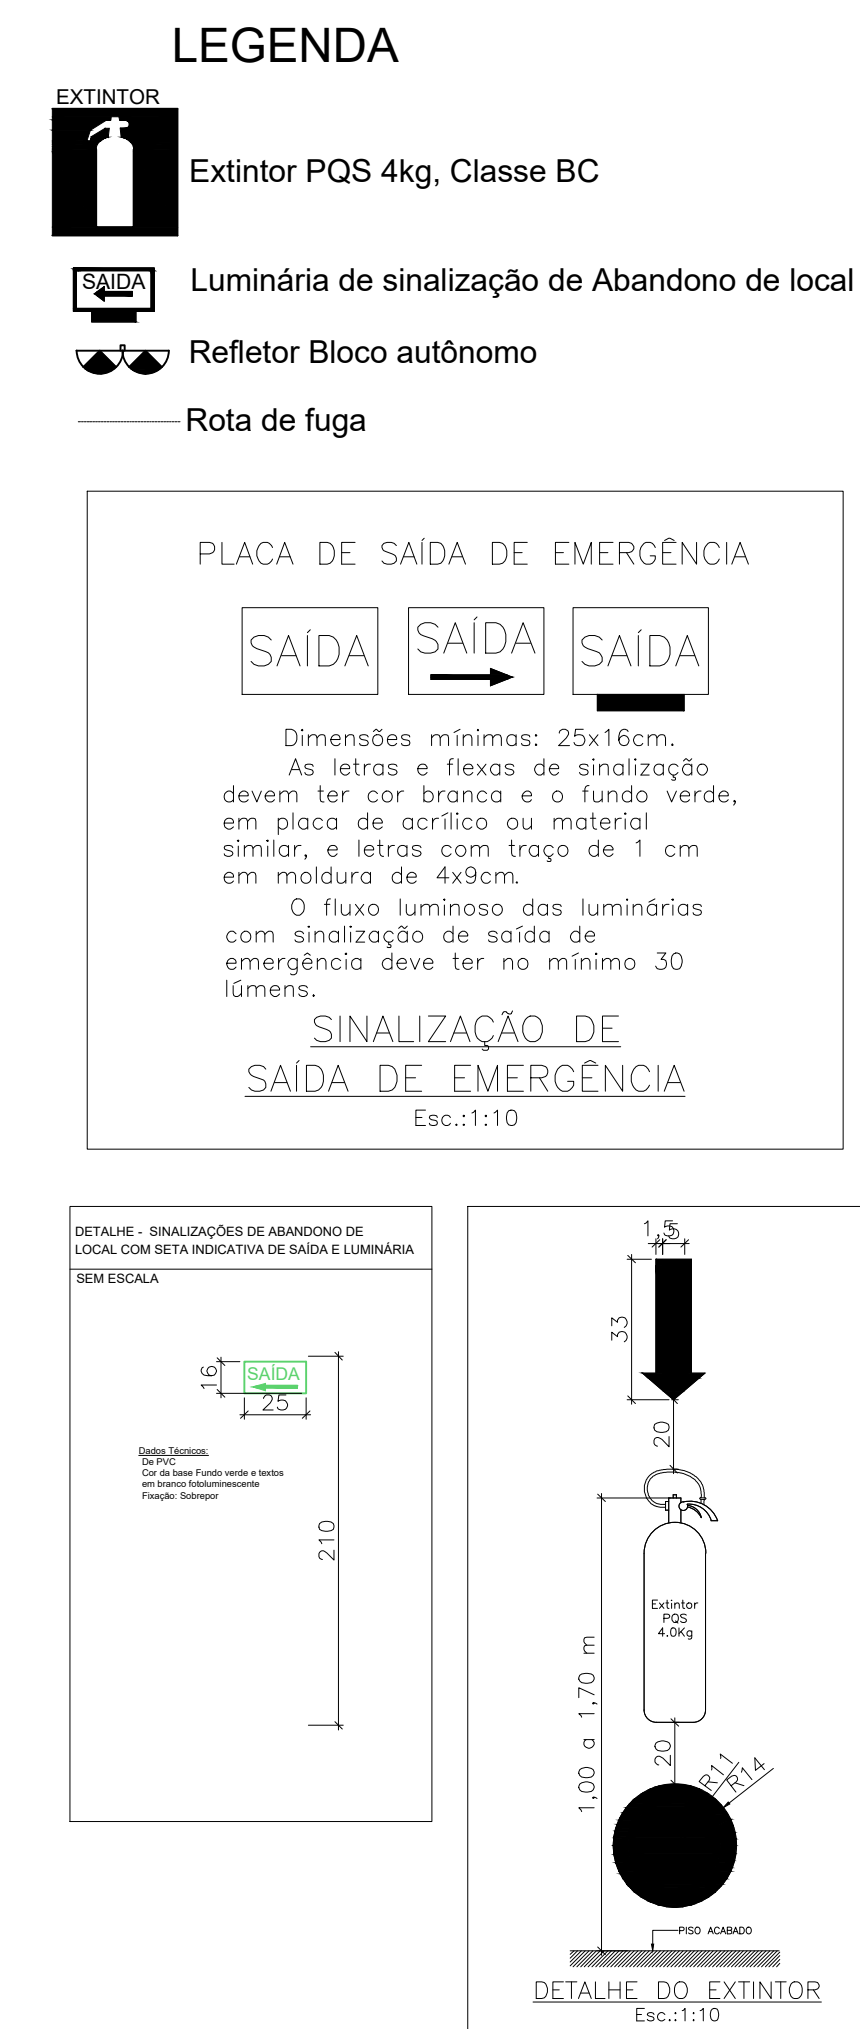 LEGENDA
EXTINTOR
Extintor PQS 4kg, Classe BC
SAIDA
Luminária de sinalização de Abandono de local
Refletor Bloco autônomo
Rota de fuga
PLACA DE SAÍDA DE EMERGÊNCIA
SAÍDA
SAÍDA
SAÍDA
Dimensões mínimas: 25x16cm.
As letras e flexas de sinalização
devem ter cor branca e o fundo verde,
em placa de acrílico ou material
similar, e letras com traço de 1 cm
em moldura de 4x9cm.
O fluxo luminoso das luminárias
com sinalização de saída de
emergência deve ter no mínimo 30
lúmens.
SINALIZAÇÃO DE
SAÍDA DE EMERGÊNCIA
Esc.:1:10
DETALHE - SINALIZAÇÕES DE ABANDONO DE
LOCAL COM SETA INDICATIVA DE SAÍDA E LUMINÁRIA
SEM ESCALA
16
SAÍDA
25
Dados Técnicos:
De PVC
Cor da base Fundo verde e textos
em branco fotoluminescente
Fixação: Sobrepor
210
1,5
5
33
20
Extintor
PQS
4.0Kg
1,00 a 1,70 m
20
R11
R14
PISO ACABADO
DETALHE DO EXTINTOR
Esc.:1:10